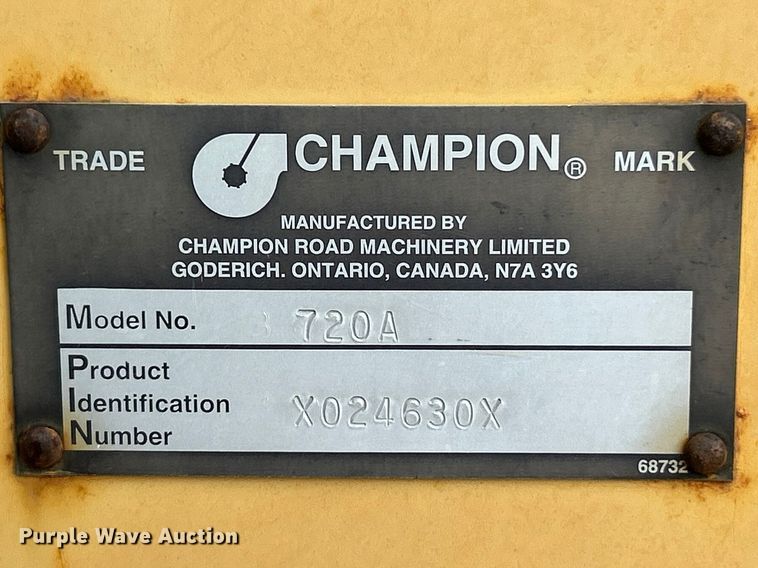 TRADE CHAMPION® MARK
MANUFACTURED BY
CHAMPION ROAD MACHINERY LIMITED
GODERICH. ONTARIO, CANADA, N7A 3Y6
Model No. 720A
Product
Identification X024630X
Number
68732
Purple Wave Auction